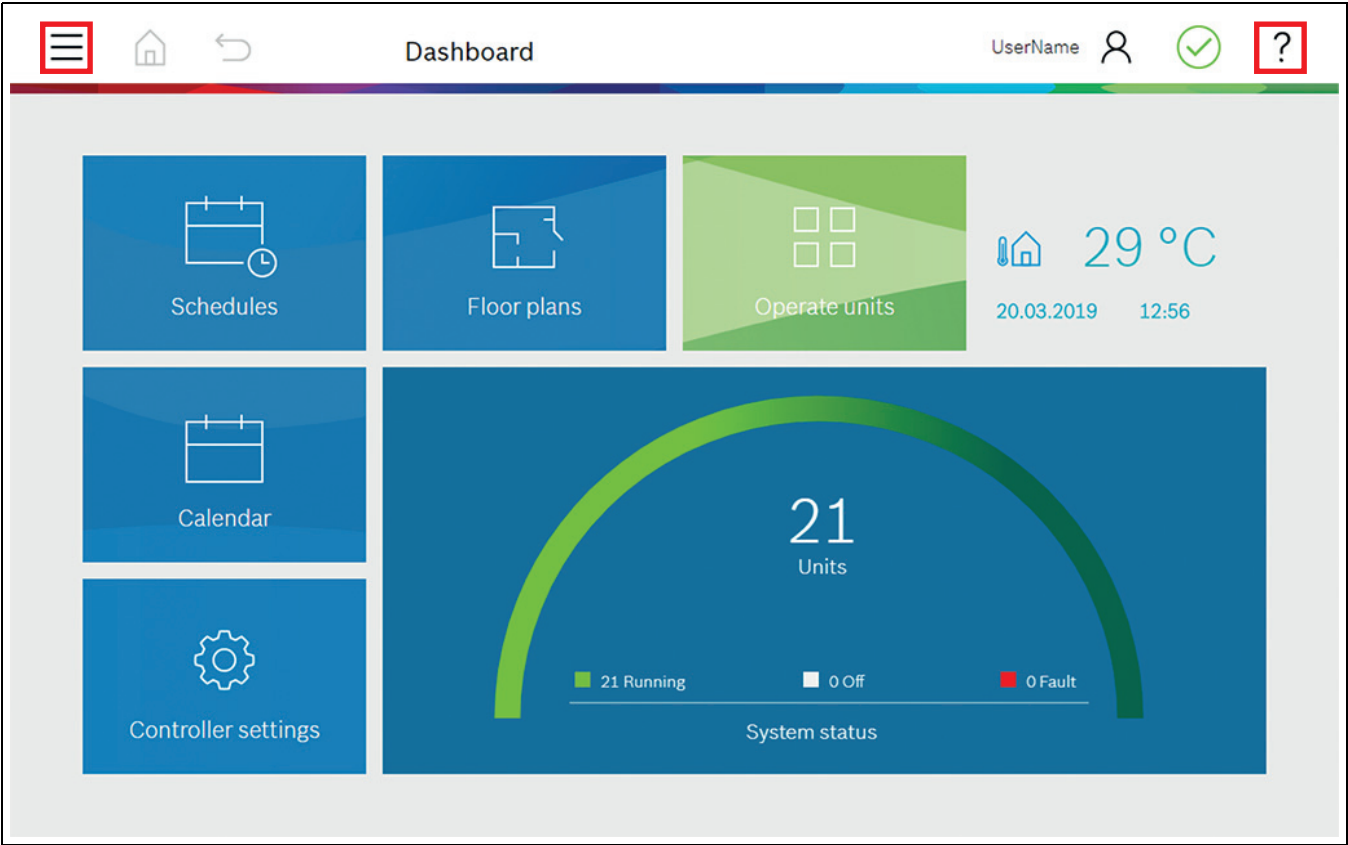 Dashboard
UserName
?
Schedules
Floor plans
Operate units
29 °C
20.03.2019 12:56
Calendar
21
Units
21 Running
0 Off
0 Fault
System status
Controller settings